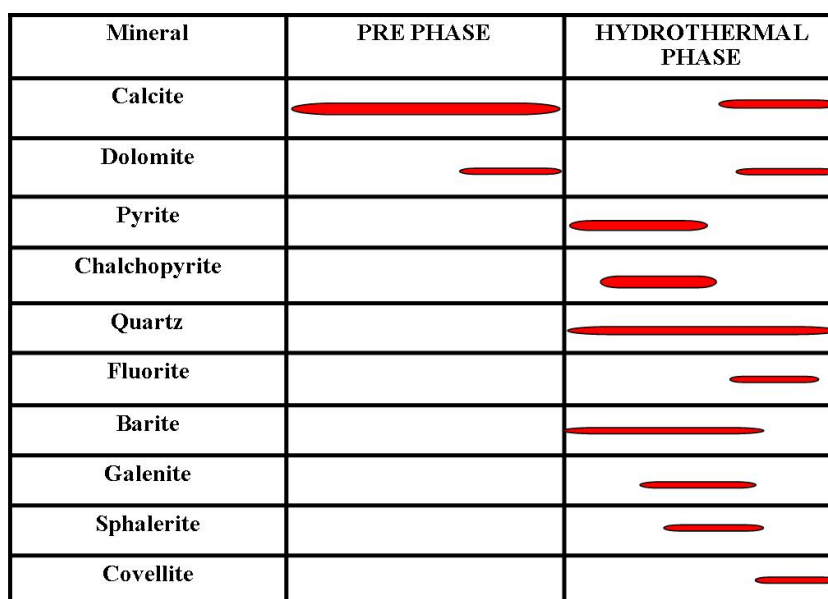 Mineral PRE PHASE HYDROTHERMAL
PHASE
Calcite
Dolomite
Pyrite
Chalchopyrite
Quartz
Fluorite
Barite
Galenite
Sphalerite
Covellite